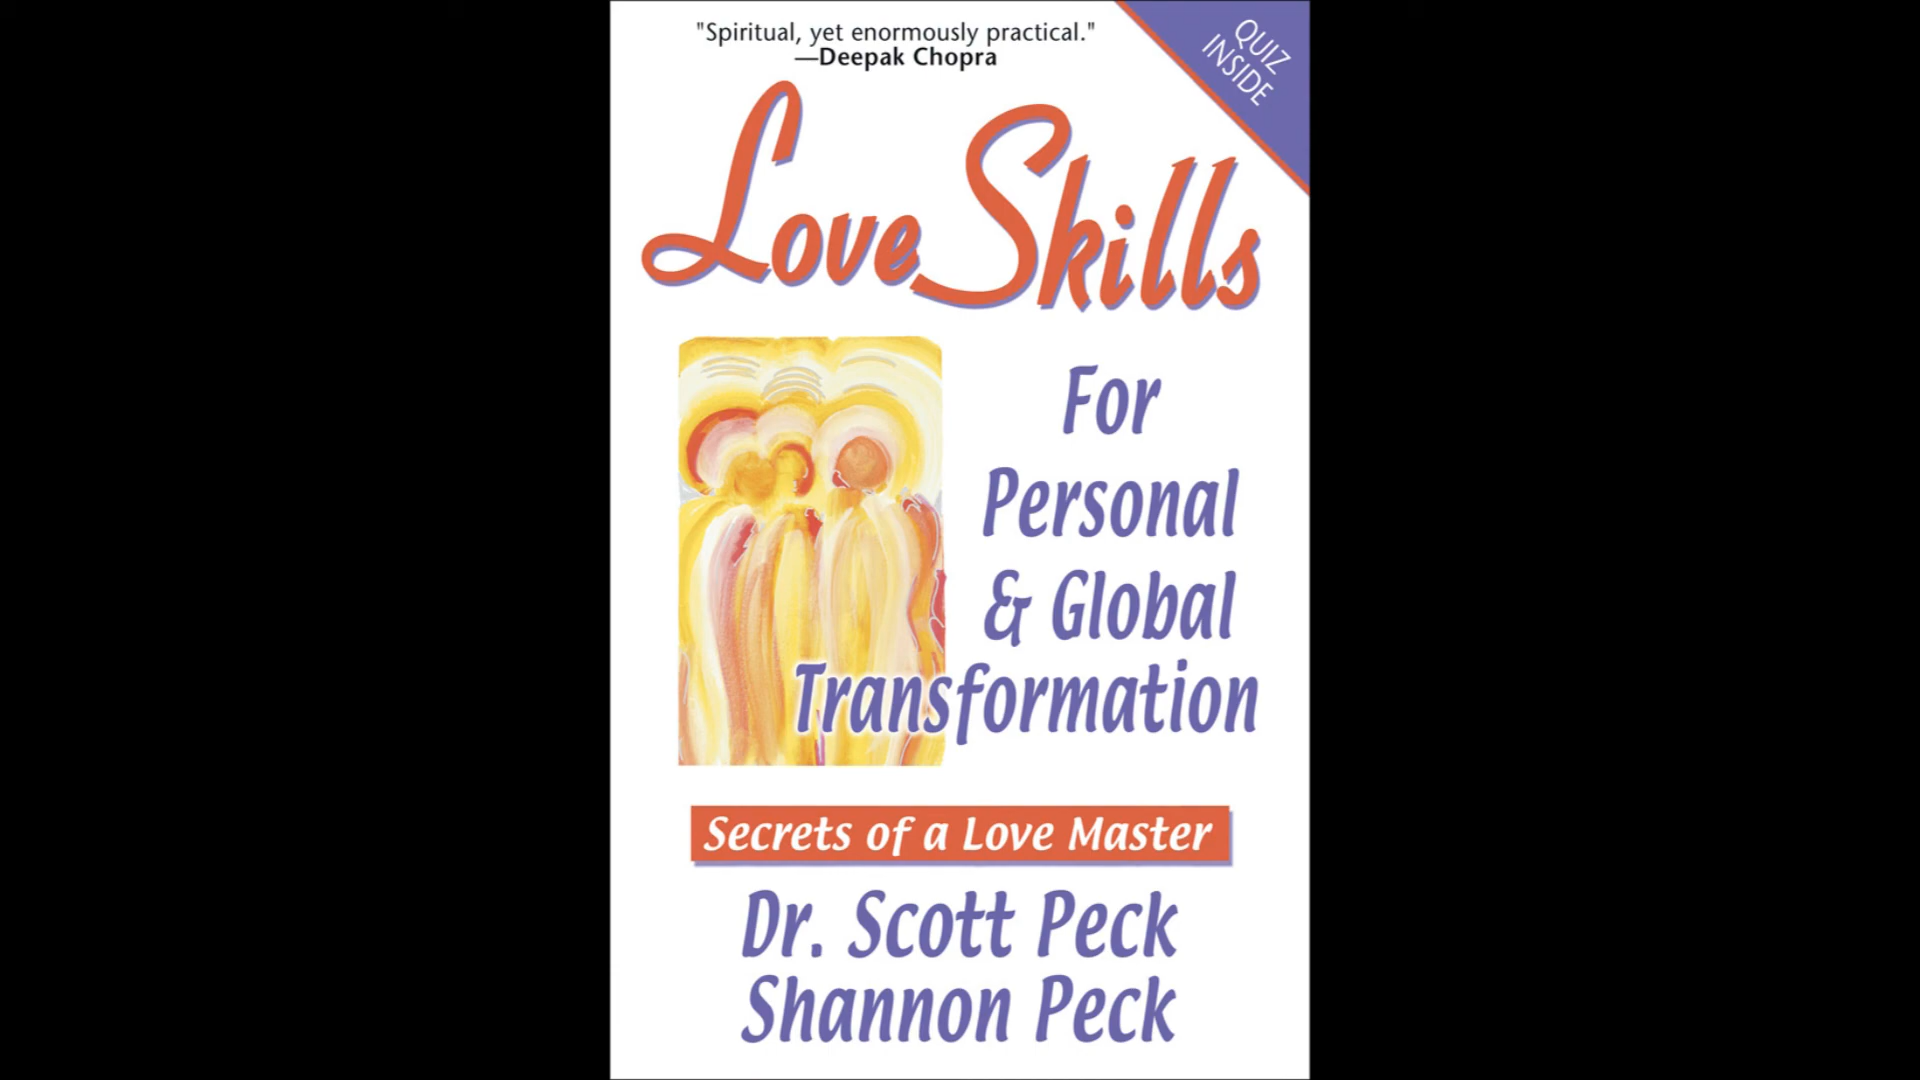 "Spiritual, yet enormously practical."
—Deepak Chopra
QUIZ
INSIDE
Love Skills
For
Personal
& Global
Transformation
Secrets of a Love Master
Dr. Scott Peck
Shannon Peck